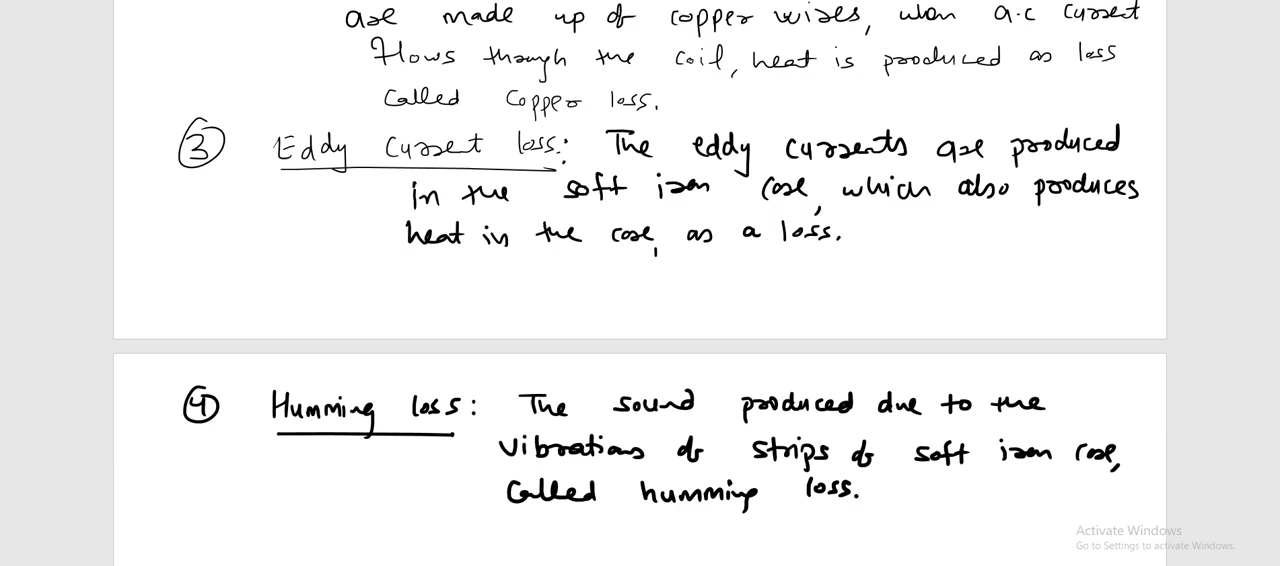 are made up of copper wires, when a.c current
flows through the coil, heat is produced as loss
called copper loss.
③ Eddy current loss: The eddy currents are produced
in the soft iron core, which also produces
heat in the core, as a loss.
④ Humming loss: The sound produced due to the
vibrations of strips of soft iron core,
called humming loss.
Activate Windows
Go to Settings to activate Windows.